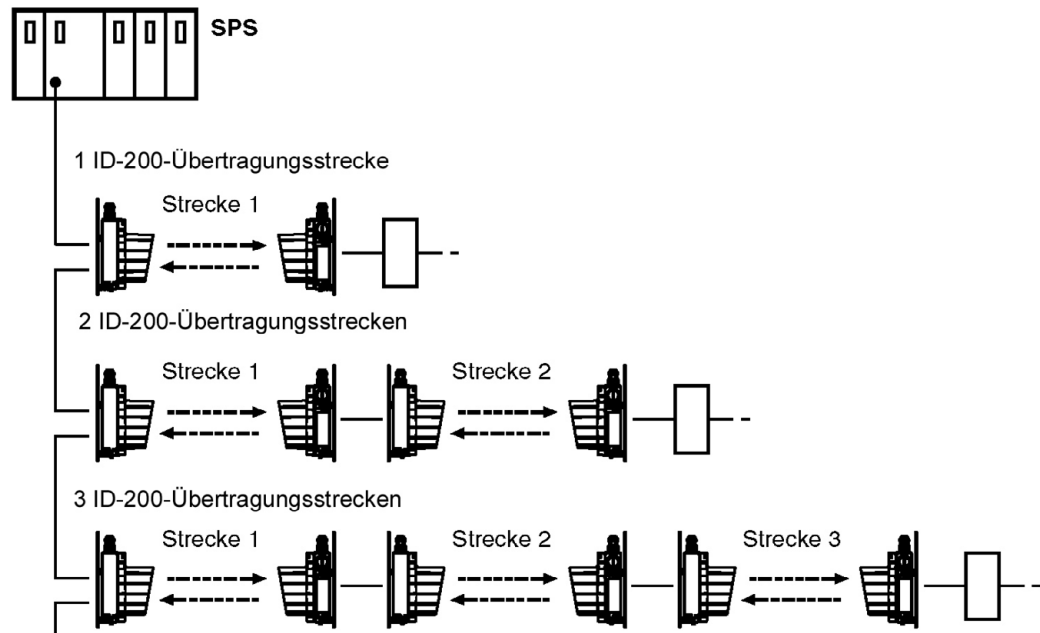 SPS
1 ID-200-Übertragungsstrecke
Strecke 1
2 ID-200-Übertragungsstrecken
Strecke 1 Strecke 2
3 ID-200-Übertragungsstrecken
Strecke 1 Strecke 2 Strecke 3